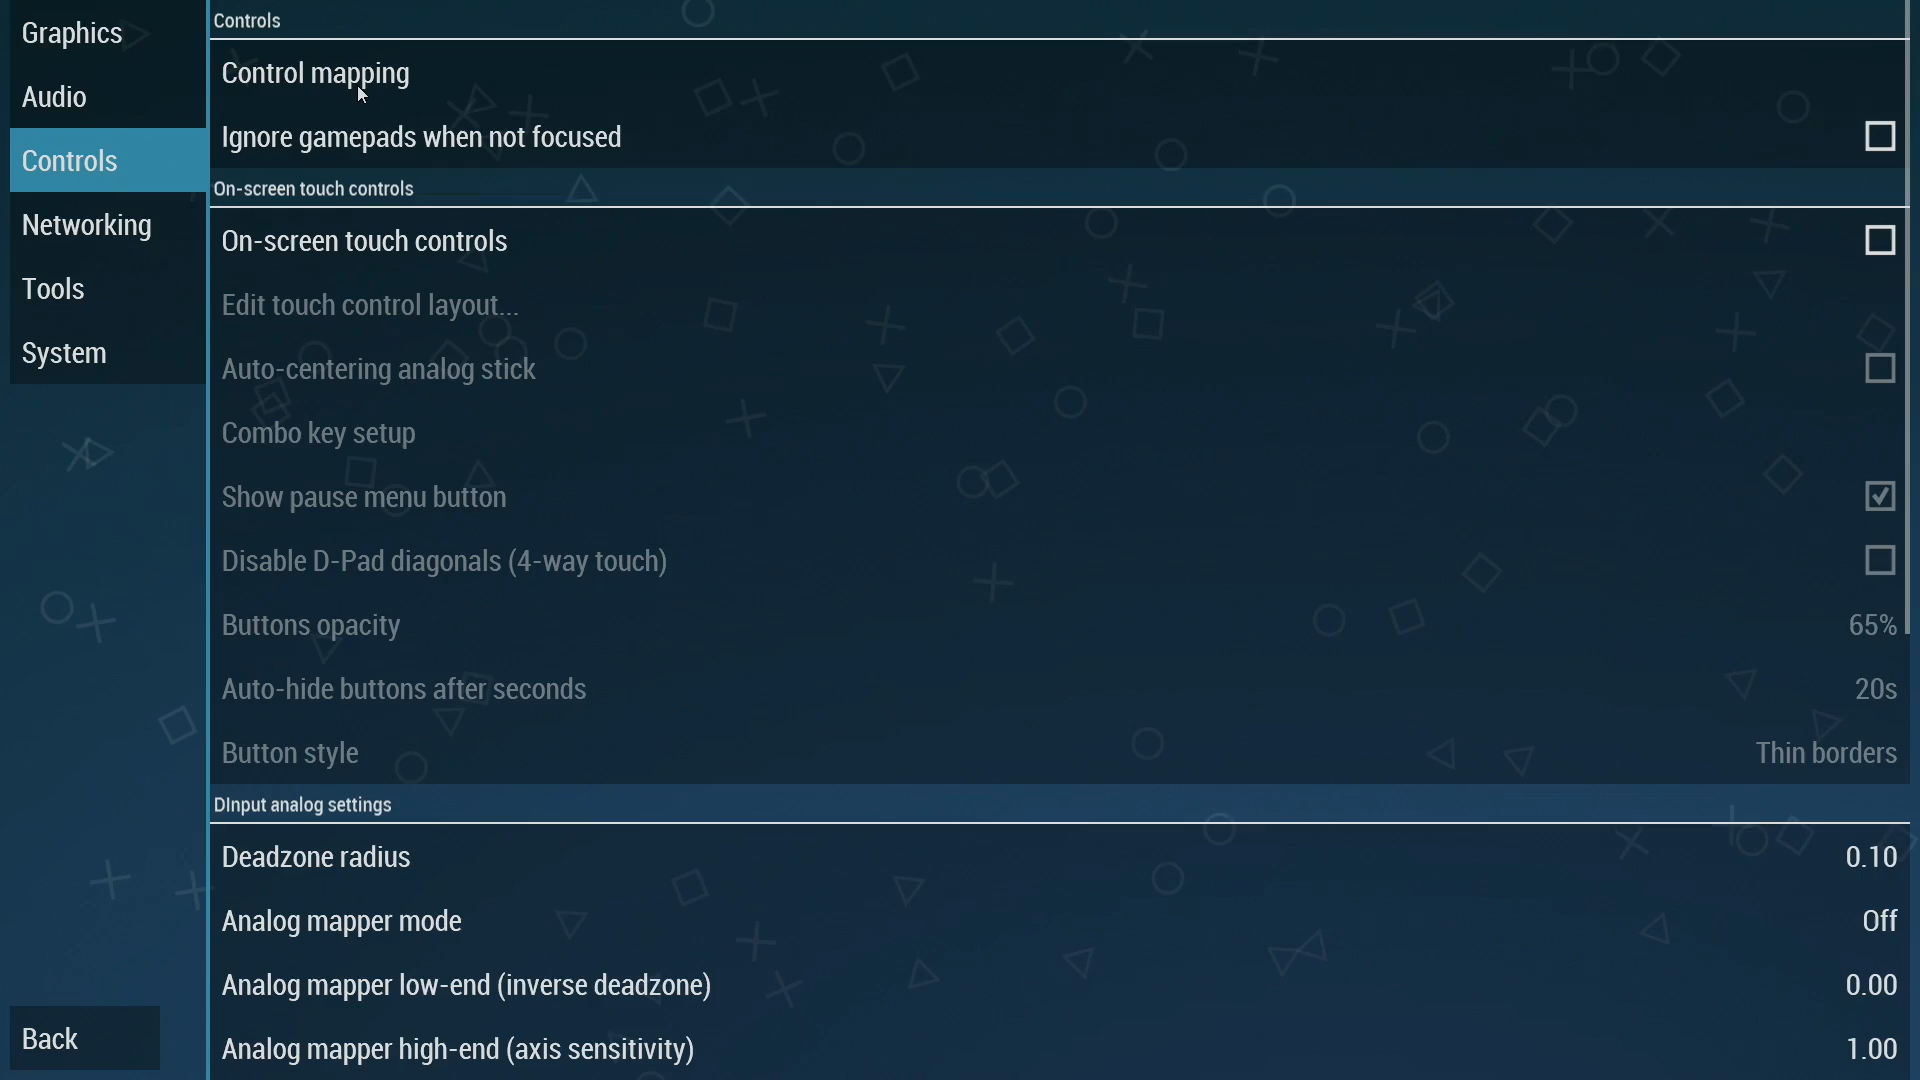 Graphics
Audio
Controls
Networking
Tools
System
Back
Controls
Control mapping
Ignore gamepads when not focused
On-screen touch controls
On-screen touch controls
Edit touch control layout...
Auto-centering analog stick
Combo key setup
Show pause menu button
Disable D-Pad diagonals (4-way touch)
Buttons opacity 65%
Auto-hide buttons after seconds 20s
Button style Thin borders
DInput analog settings
Deadzone radius 0.10
Analog mapper mode Off
Analog mapper low-end (inverse deadzone) 0.00
Analog mapper high-end (axis sensitivity) 1.00